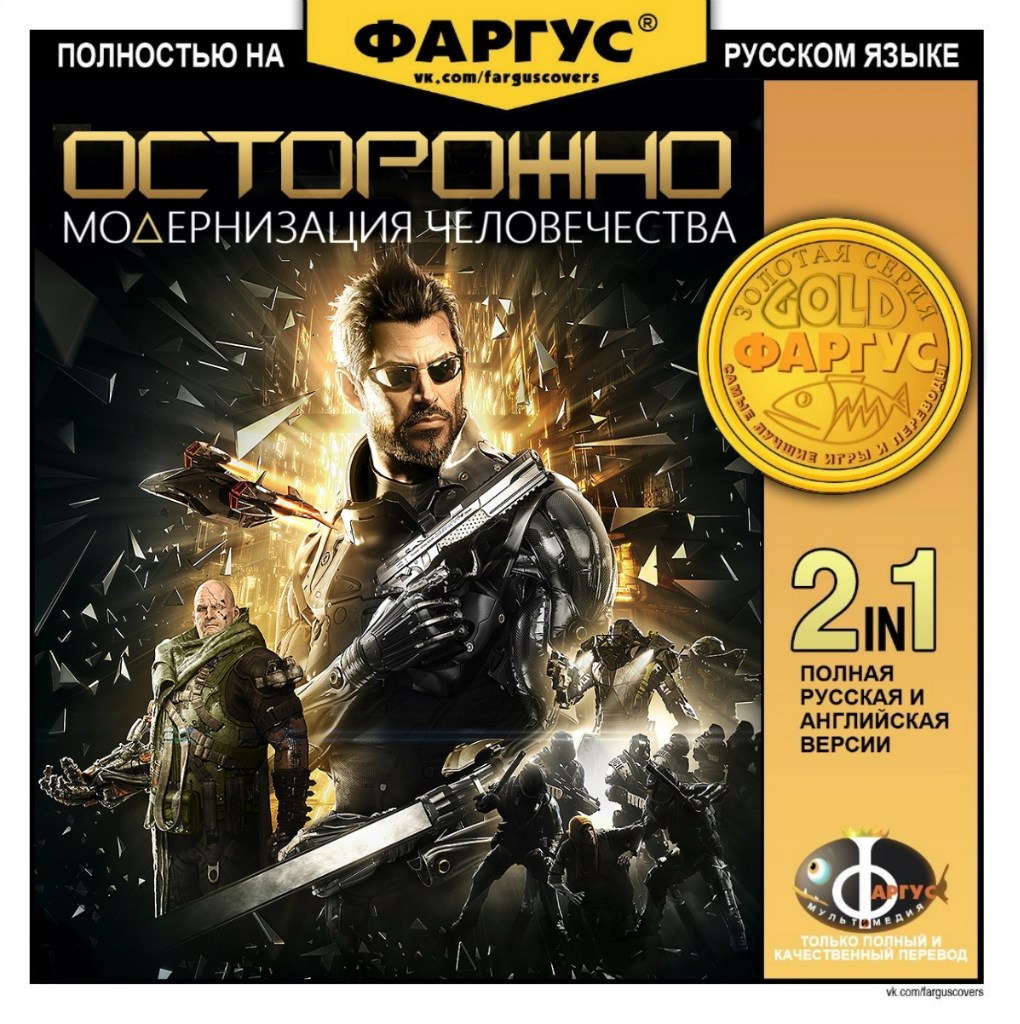 ПОЛНОСТЬЮ НА
ФАРГУС®
vk.com/farguscovers
РУССКОМ ЯЗЫКЕ
ОСТОРОЖНО
МОДЕРНИЗАЦИЯ ЧЕЛОВЕЧЕСТВА
ЗОЛОТАЯ СЕРИЯ
GOLD
ФАРГУС
САМЫЕ ЛУЧШИЕ ИГРЫ И ПЕРЕВОДЫ
2IN1
ПОЛНАЯ
РУССКАЯ И
АНГЛИЙСКАЯ
ВЕРСИИ
ФАРГУС
МУЛЬТИМЕДИЯ
ТОЛЬКО ПОЛНЫЙ И
КАЧЕСТВЕННЫЙ ПЕРЕВОД
vk.com/farguscovers